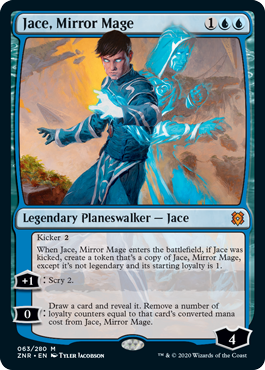 Jace, Mirror Mage 1
Legendary Planeswalker — Jace
Kicker 2
When Jace, Mirror Mage enters the battlefield, if Jace was
kicked, create a token that's a copy of Jace, Mirror Mage,
except it's not legendary and its starting loyalty is 1.
+1 : Scry 2.
0 : Draw a card and reveal it. Remove a number of
loyalty counters equal to that card's converted mana
cost from Jace, Mirror Mage.
4
063/280 M
ZNR • EN Tyler Jacobson
™ & © 2020 Wizards of the Coast